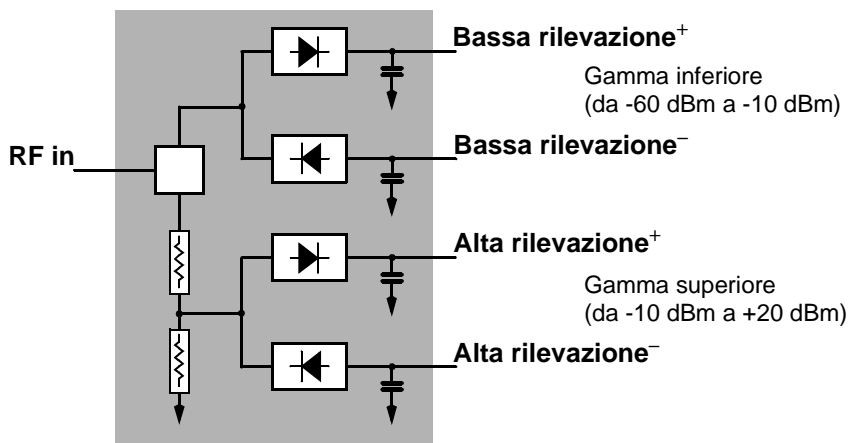 Bassa rilevazione+
Gamma inferiore
(da -60 dBm a -10 dBm)
RF in
Bassa rilevazione–
Alta rilevazione+
Gamma superiore
(da -10 dBm a +20 dBm)
Alta rilevazione–